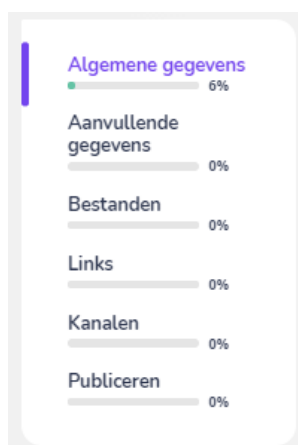 Algemene gegevens
6%
Aanvullende
gegevens
0%
Bestanden
0%
Links
0%
Kanalen
0%
Publiceren
0%